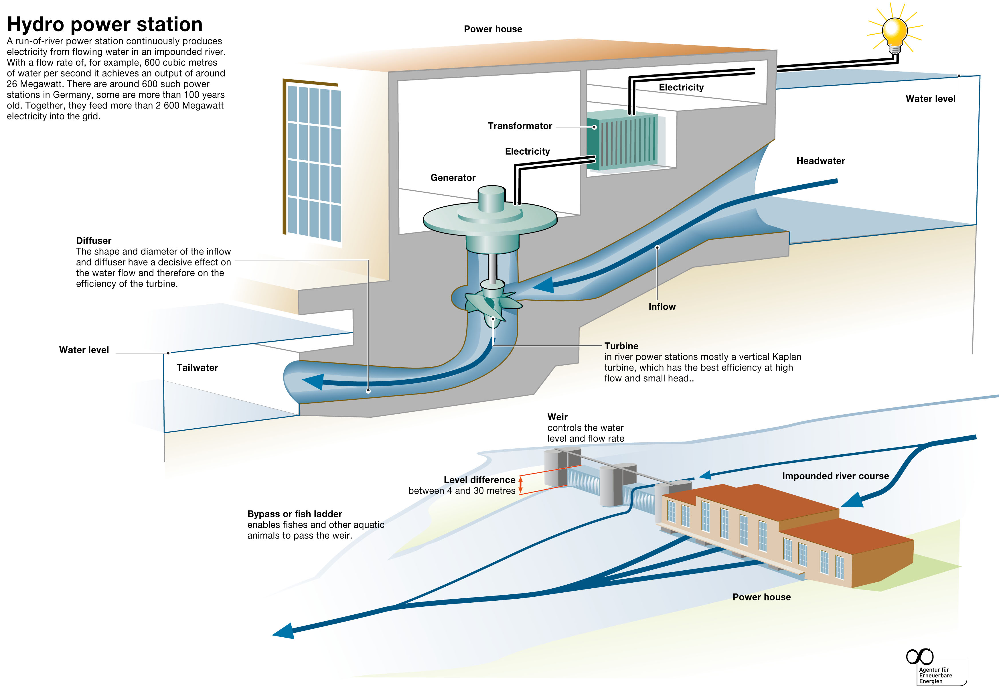 Hydro power station
A run-of-river power station continuously produces
electricity from flowing water in an impounded river.
With a flow rate of, for example, 600 cubic metres
of water per second it achieves an output of around
26 Megawatt. There are around 600 such power
stations in Germany, some are more than 100 years
old. Together, they feed more than 2 600 Megawatt
electricity into the grid.
Power house
Electricity
Water level
Transformator
Electricity
Headwater
Generator
Diffuser
The shape and diameter of the inflow
and diffuser have a decisive effect on
the water flow and therefore on the
efficiency of the turbine.
Inflow
Water level
Tailwater
Turbine
in river power stations mostly a vertical Kaplan
turbine, which has the best efficiency at high
flow and small head..
Weir
controls the water
level and flow rate
Level difference
between 4 and 30 metres
Impounded river course
Bypass or fish ladder
enables fishes and other aquatic
animals to pass the weir.
Power house
Agentur für
Erneuerbare
Energien